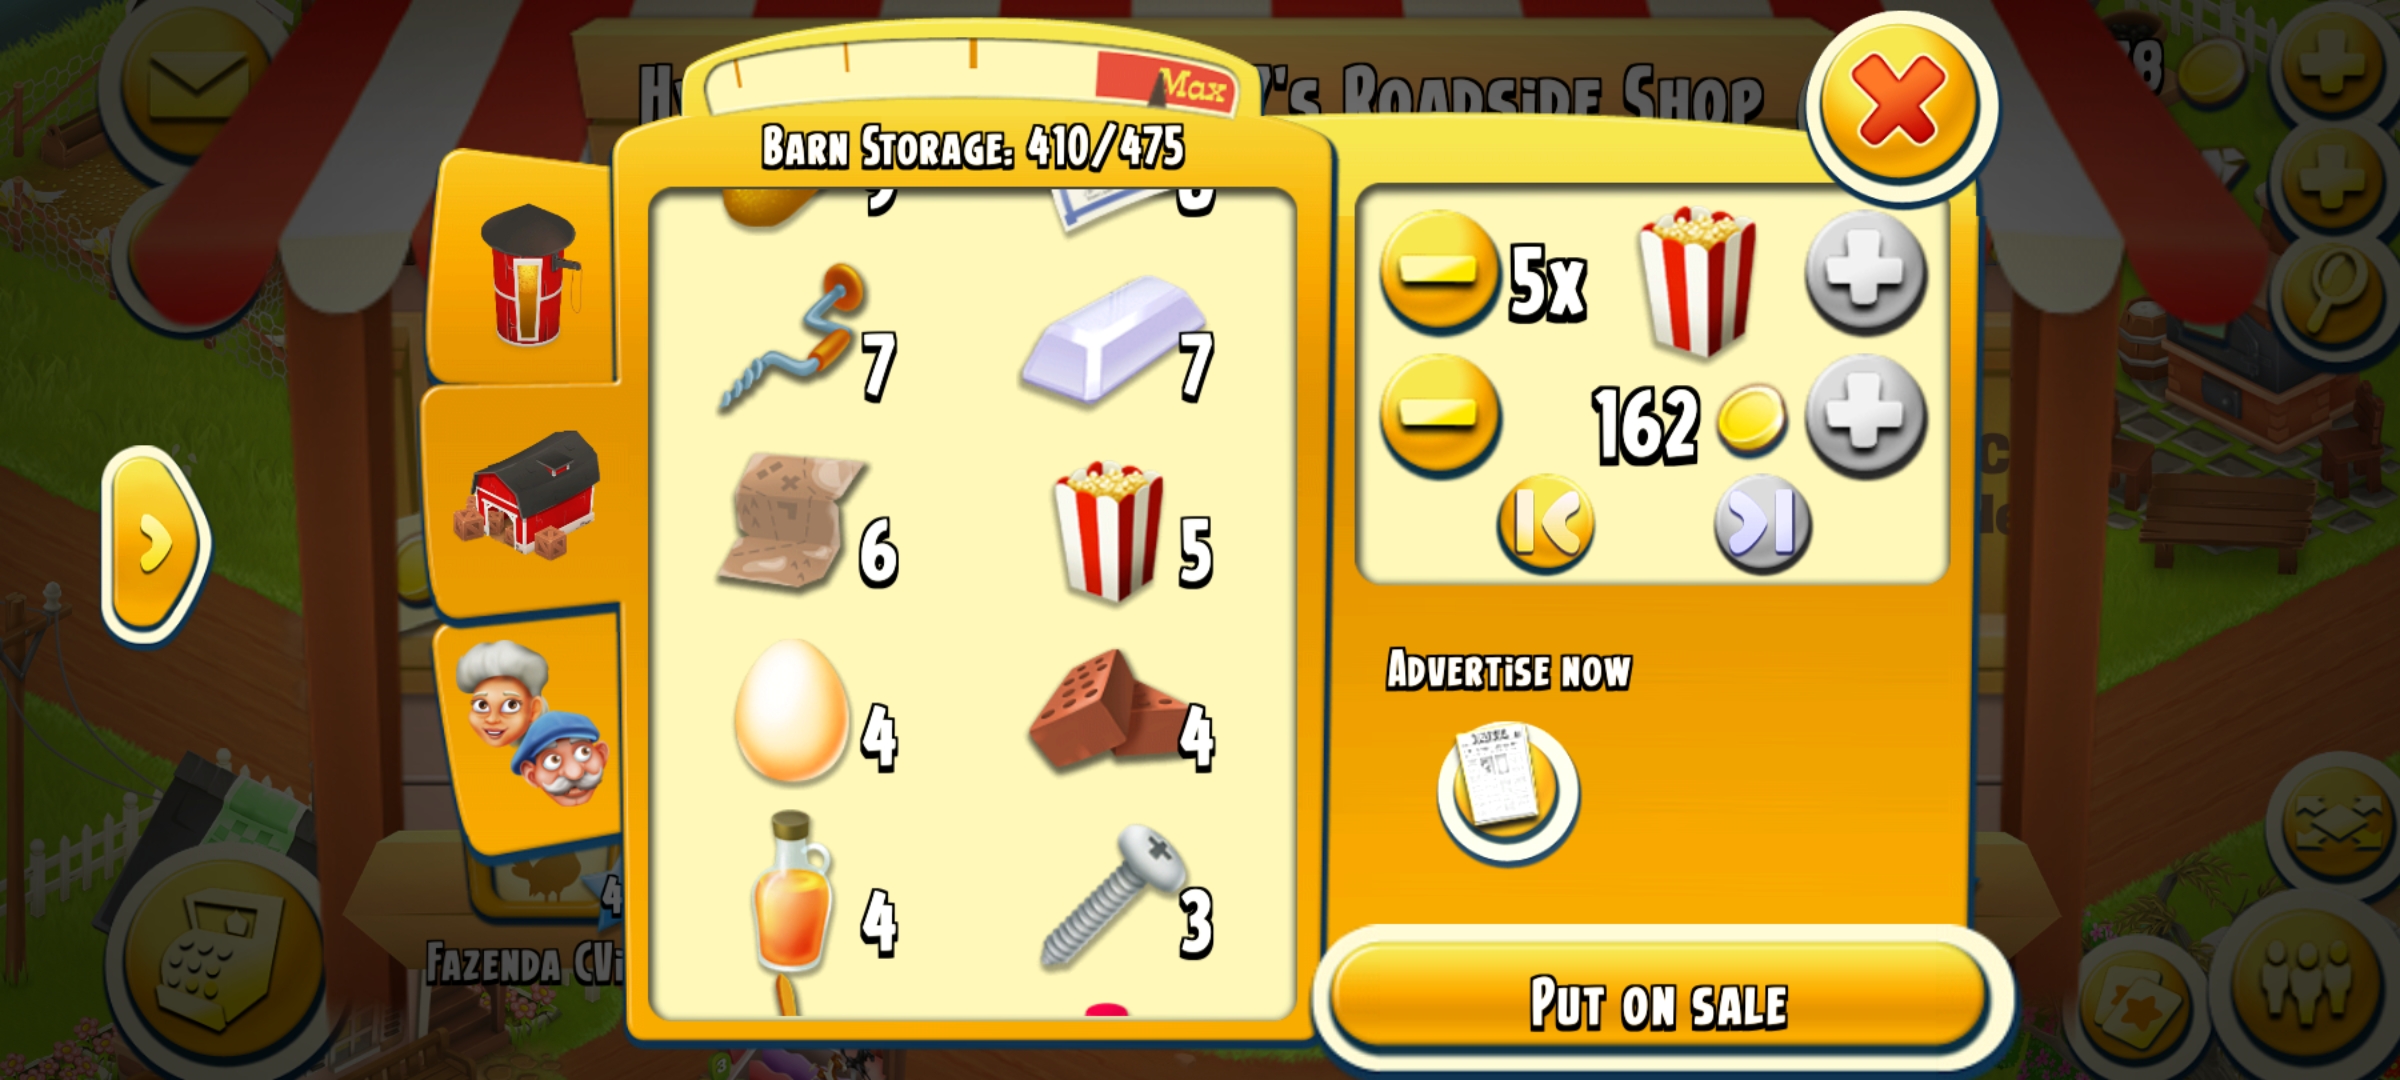 'S ROADSIDE SHOP
Max
BARN STORAGE: 410/475
7
7
6
5
4
4
4
3
5x
162
ADVERTISE NOW
PUT ON SALE
FAZENDA